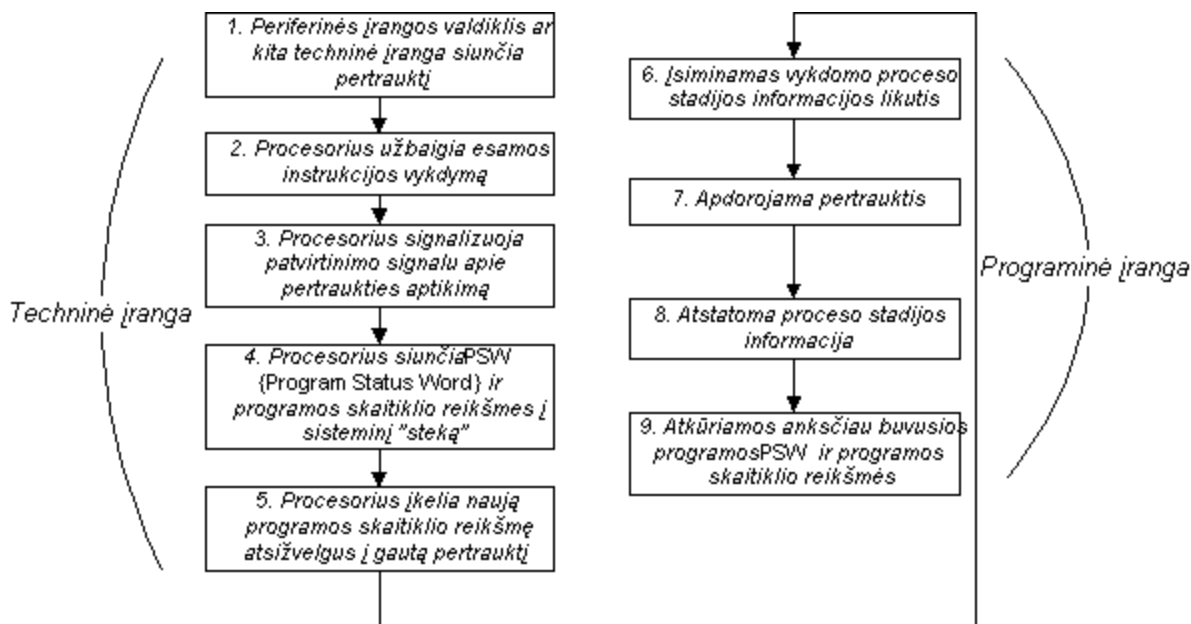 1. Periferinės įrangos valdiklis ar
kita techninė įranga siunčia
pertrauktį
2. Procesorius užbaigia esamos
instrukcijos vykdymą
3. Procesorius signalizuoja
patvirtinimo signalu apie
pertraukties aptikimą
4. Procesorius siunčiaPSW
{Program Status Word} ir
programos skaitiklio reikšmes į
sisteminį "steką"
5. Procesorius įkelia naują
programos skaitiklio reikšmę
atsižvelgus į gautą pertrauktį
Techninė įranga
6. Įsiminamas vykdomo proceso
stadijos informacijos likutis
7. Apdorojama pertrauktis
8. Atstatoma proceso stadijos
informacija
9. Atkūriamos anksčiau buvusios
programosPSW ir programos
skaitiklio reikšmės
Programinė įranga